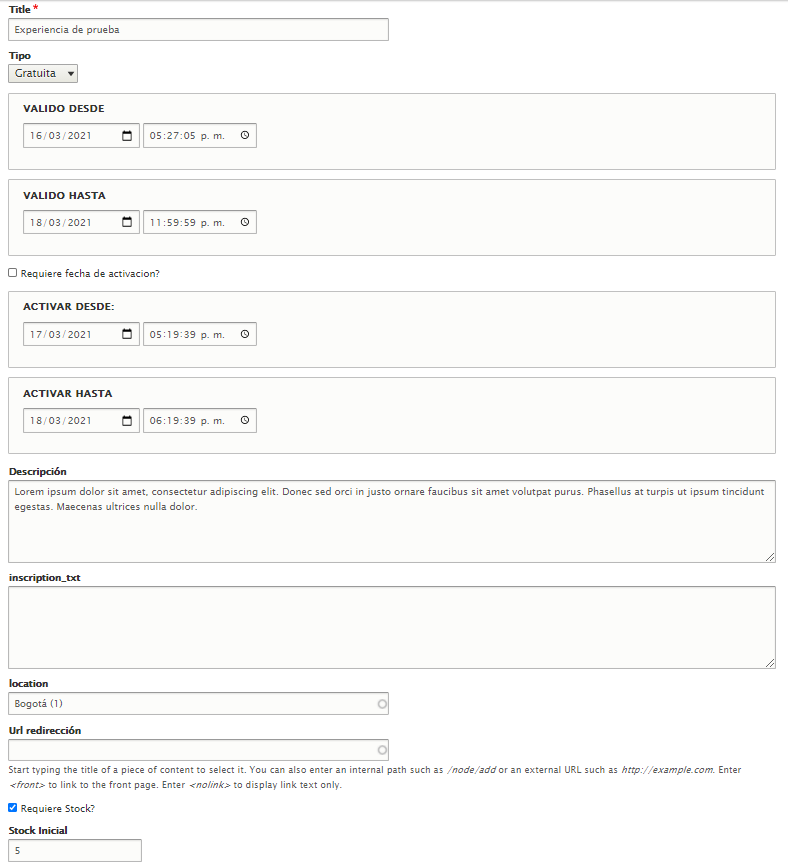 Title *
Experiencia de prueba
Tipo
Gratuita
VALIDO DESDE
16/03/2021 05:27:05 p. m.
VALIDO HASTA
18/03/2021 11:59:59 p. m.
Requiere fecha de activacion?
ACTIVAR DESDE:
17/03/2021 05:19:39 p. m.
ACTIVAR HASTA
18/03/2021 06:19:39 p. m.
Descripción
Lorem ipsum dolor sit amet, consectetur adipiscing elit. Donec sed orci in justo ornare faucibus sit amet volutpat purus. Phasellus at turpis ut ipsum tincidunt
egestas. Maecenas ultrices nulla dolor.
inscription_txt
location
Bogotá (1)
Url redirección
Start typing the title of a piece of content to select it. You can also enter an internal path such as /node/add or an external URL such as http://example.com. Enter
<front> to link to the front page. Enter <nolink> to display link text only.
Requiere Stock?
Stock Inicial
5